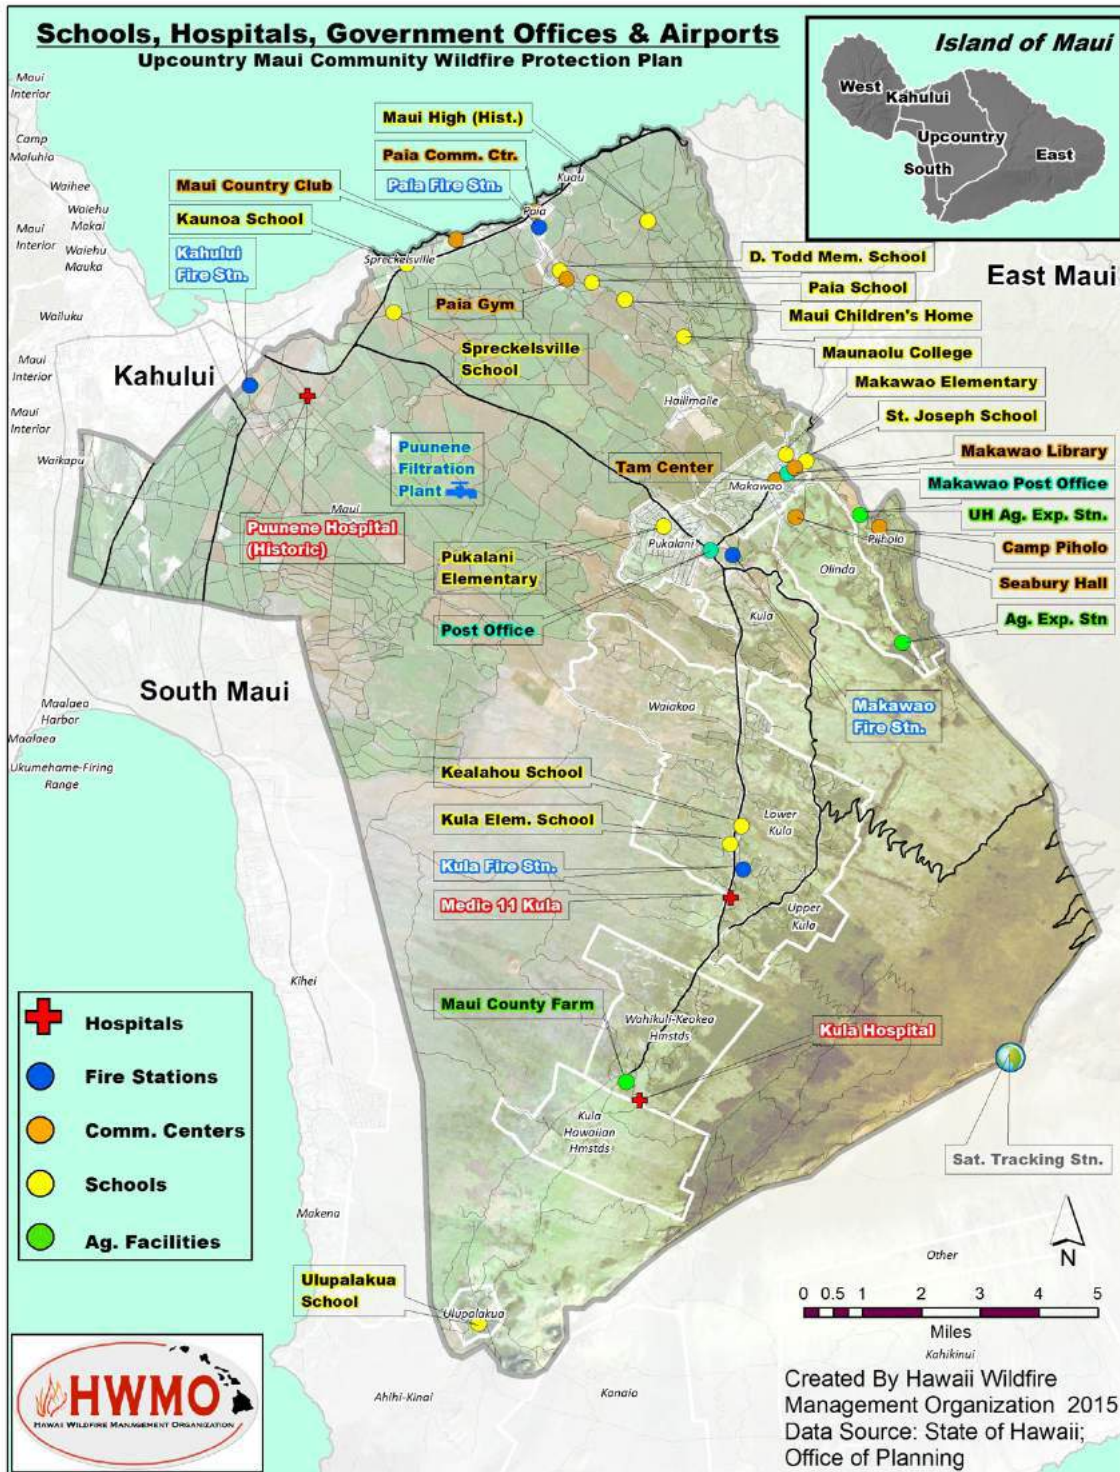 Schools, Hospitals, Government Offices & Airports
Upcountry Maui Community Wildfire Protection Plan
Island of Maui
West
Kahului
Upcountry
South
East
Maui
Interior
Camp
Maluhia
Waihee
Waiehu
Makai
Maui
Interior
Waiehu
Mauka
Wailuku
Maui
Interior
Maui
Interior
Waikapu
Maui High (Hist.)
Paia Comm. Ctr.
Paia Fire Stn.
Maui Country Club
Kaunoa School
Kahului
Fire Stn.
Kuau
Paia
Spreckelsville
D. Todd Mem. School
Paia School
Maui Children's Home
Maunaolu College
Makawao Elementary
St. Joseph School
Makawao Library
Makawao Post Office
UH Ag. Exp. Stn.
Camp Piholo
Seabury Hall
Ag. Exp. Stn
East Maui
Paia Gym
Spreckelsville
School
Kahului
Haliimaile
Puunene
Filtration
Plant
Maui
Tam Center
Makawao
Puunene Hospital
(Historic)
Pukalani
Elementary
Pukalani
Piiholo
Olinda
Post Office
Kula
South Maui
Waiakoa
Makawao
Fire Stn.
Maalaea
Harbor
Maalaea
Ukumehame-Firing
Range
Kealahou School
Kula Elem. School
Kula Fire Stn.
Medic 11 Kula
Lower
Kula
Upper
Kula
Kihei
Maui County Farm
Wahikuli-Keokea
Hmstds
Kula Hospital
Kula
Hawaiian
Hmstds
Sat. Tracking Stn.
Hospitals
Fire Stations
Comm. Centers
Schools
Ag. Facilities
Makena
Ulupalakua
School
Ulupalakua
N
Other
0 0.5 1 2 3 4 5
Miles
Kahikinui
Ahihi-Kinai
Kanaio
HWMO
HAWAII WILDFIRE MANAGEMENT ORGANIZATION
Created By Hawaii Wildfire
Management Organization 2015
Data Source: State of Hawaii;
Office of Planning